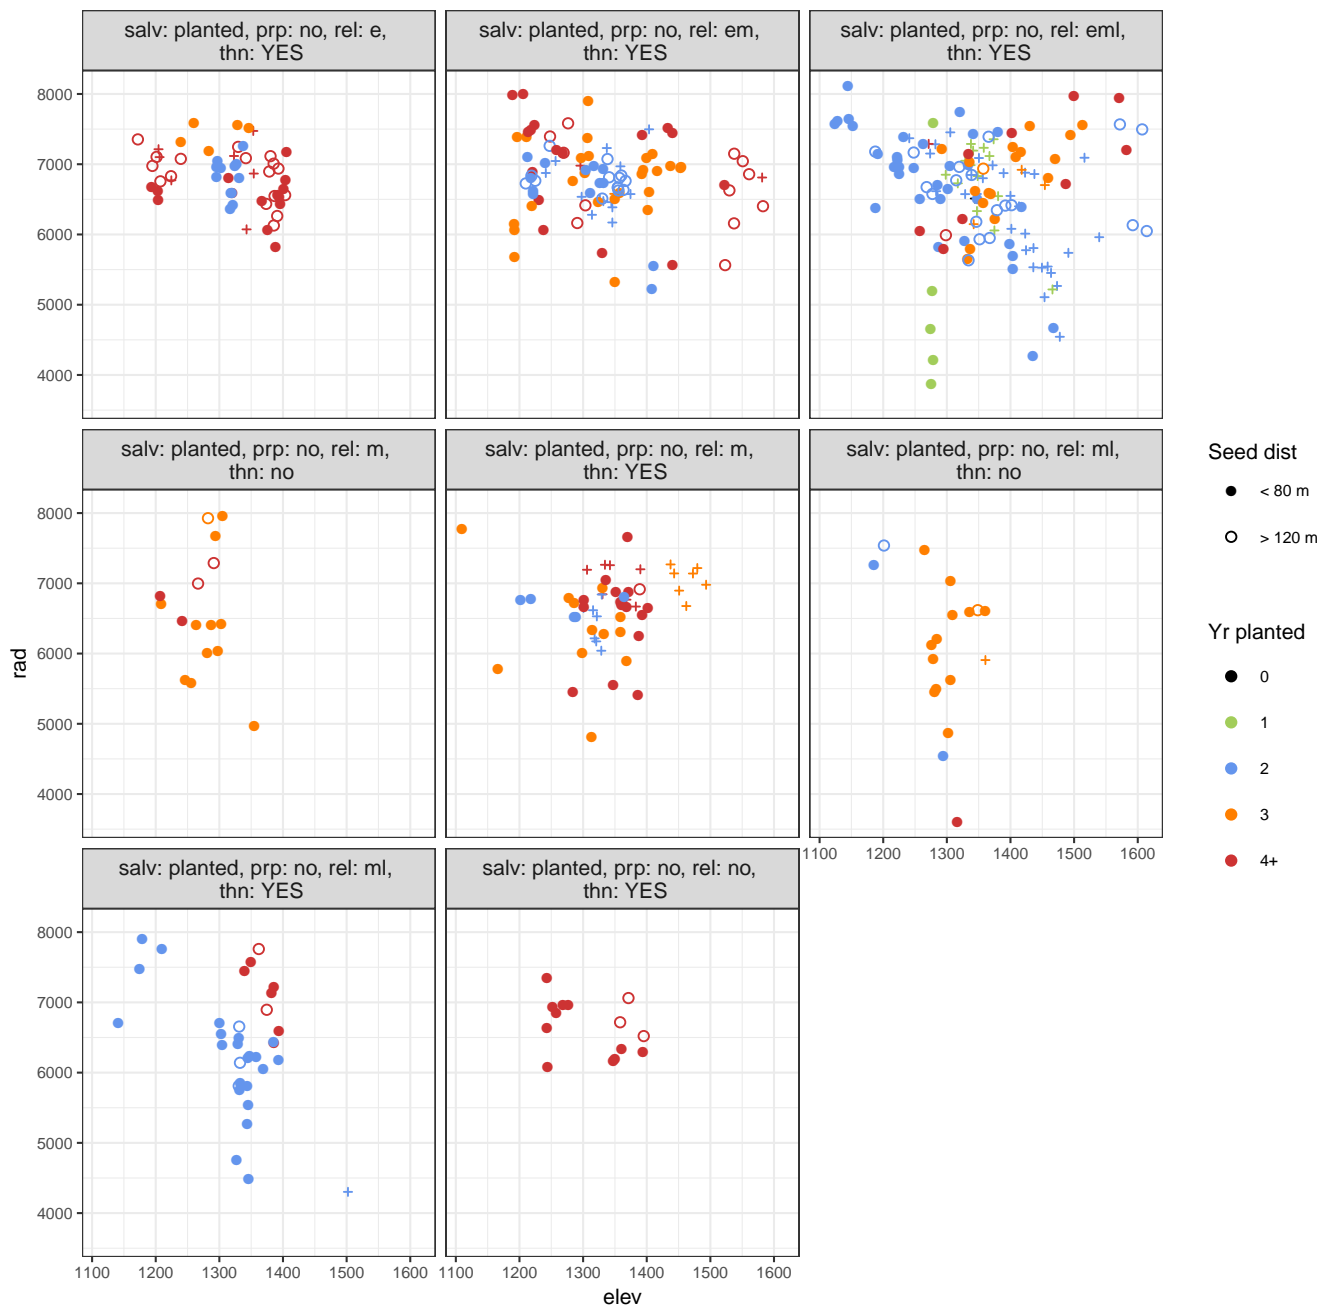 salv: planted, prp: no, rel: e,
thn: YES
salv: planted, prp: no, rel: em,
thn: YES
salv: planted, prp: no, rel: eml,
thn: YES
8000
7000
6000
5000
4000
salv: planted, prp: no, rel: m,
thn: no
salv: planted, prp: no, rel: m,
thn: YES
salv: planted, prp: no, rel: ml,
thn: no
8000
7000
6000
5000
4000
1100 1200 1300 1400 1500 1600
salv: planted, prp: no, rel: ml,
thn: YES
salv: planted, prp: no, rel: no,
thn: YES
8000
7000
6000
5000
4000
1100 1200 1300 1400 1500 1600
1100 1200 1300 1400 1500 1600
rad
elev
Seed dist
< 80 m
> 120 m
Yr planted
0
1
2
3
4+